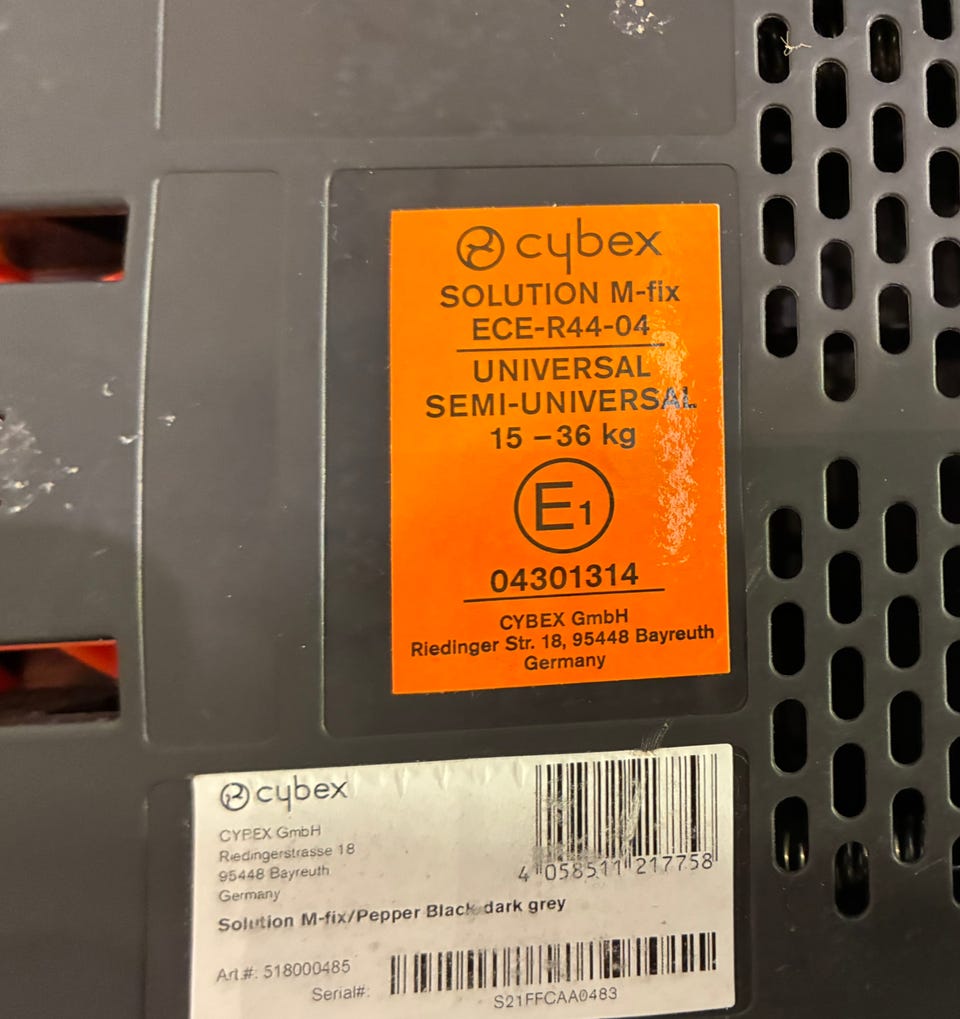 cybex
SOLUTION M-fix
ECE-R44-04
UNIVERSAL
SEMI-UNIVERSAL
15 – 36 kg
E1
04301314
CYBEX GmbH
Riedinger Str. 18, 95448 Bayreuth
Germany
cybex
CYBEX GmbH
Riedingerstrasse 18
95448 Bayreuth
Germany
4 058511 217758
Solution M-fix/Pepper Black dark grey
Art.#: 518000485
Serial#:
S21FFCAA0483